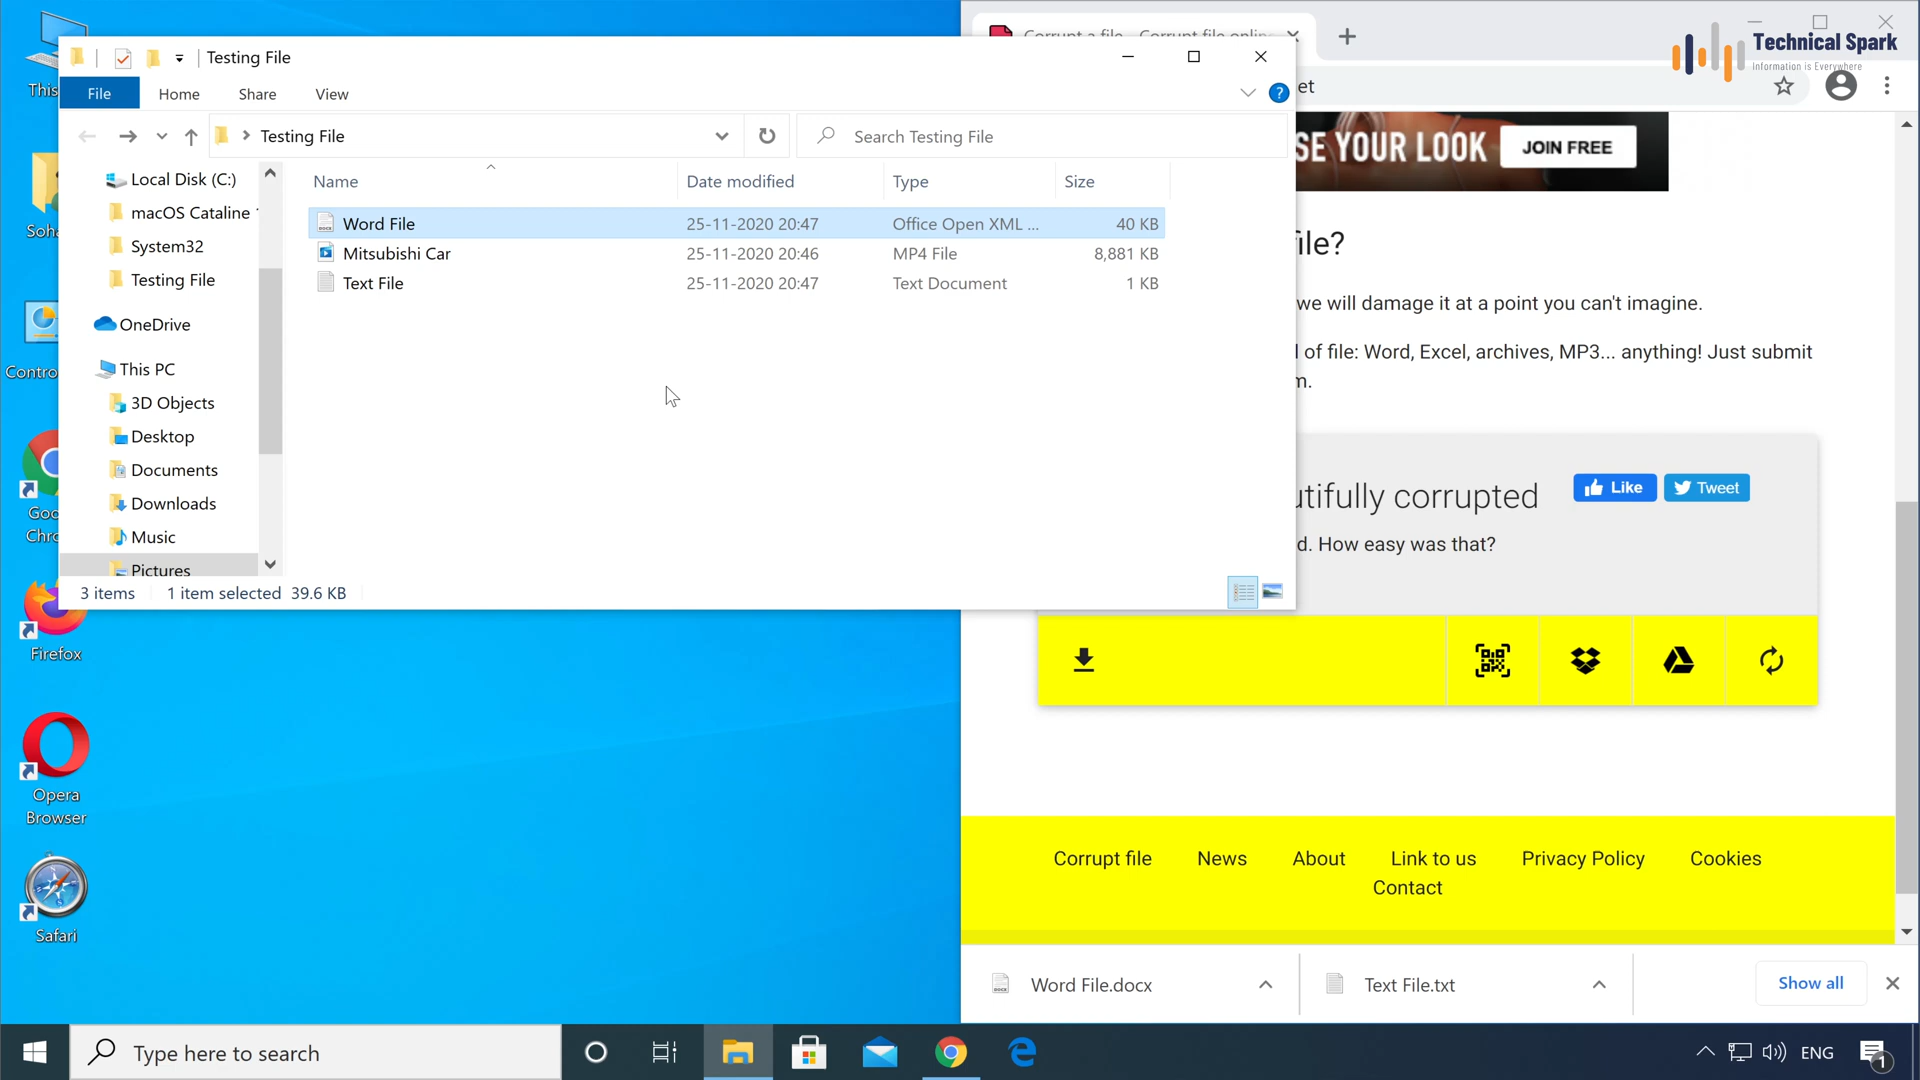 Technical Spark
Information is Everywhere
Testing File
File Home Share View
et
Testing File
Search Testing File
Name Date modified Type Size
Word File 25-11-2020 20:47 Office Open XML ... 40 KB
Mitsubishi Car 25-11-2020 20:46 MP4 File 8,881 KB
Text File 25-11-2020 20:47 Text Document 1 KB
Local Disk (C:)
macOS Cataline
System32
Testing File
OneDrive
This PC
3D Objects
Desktop
Documents
Downloads
Music
Pictures
3 items 1 item selected 39.6 KB
This
Soha
Contro
Goo
Chro
Firefox
Opera
Browser
Safari
SE YOUR LOOK JOIN FREE
file?
we will damage it at a point you can't imagine.
of file: Word, Excel, archives, MP3... anything! Just submit
m.
utifully corrupted
Like Tweet
d. How easy was that?
Corrupt file News About Link to us Privacy Policy Cookies
Contact
Word File.docx Text File.txt Show all
Type here to search
ENG
1